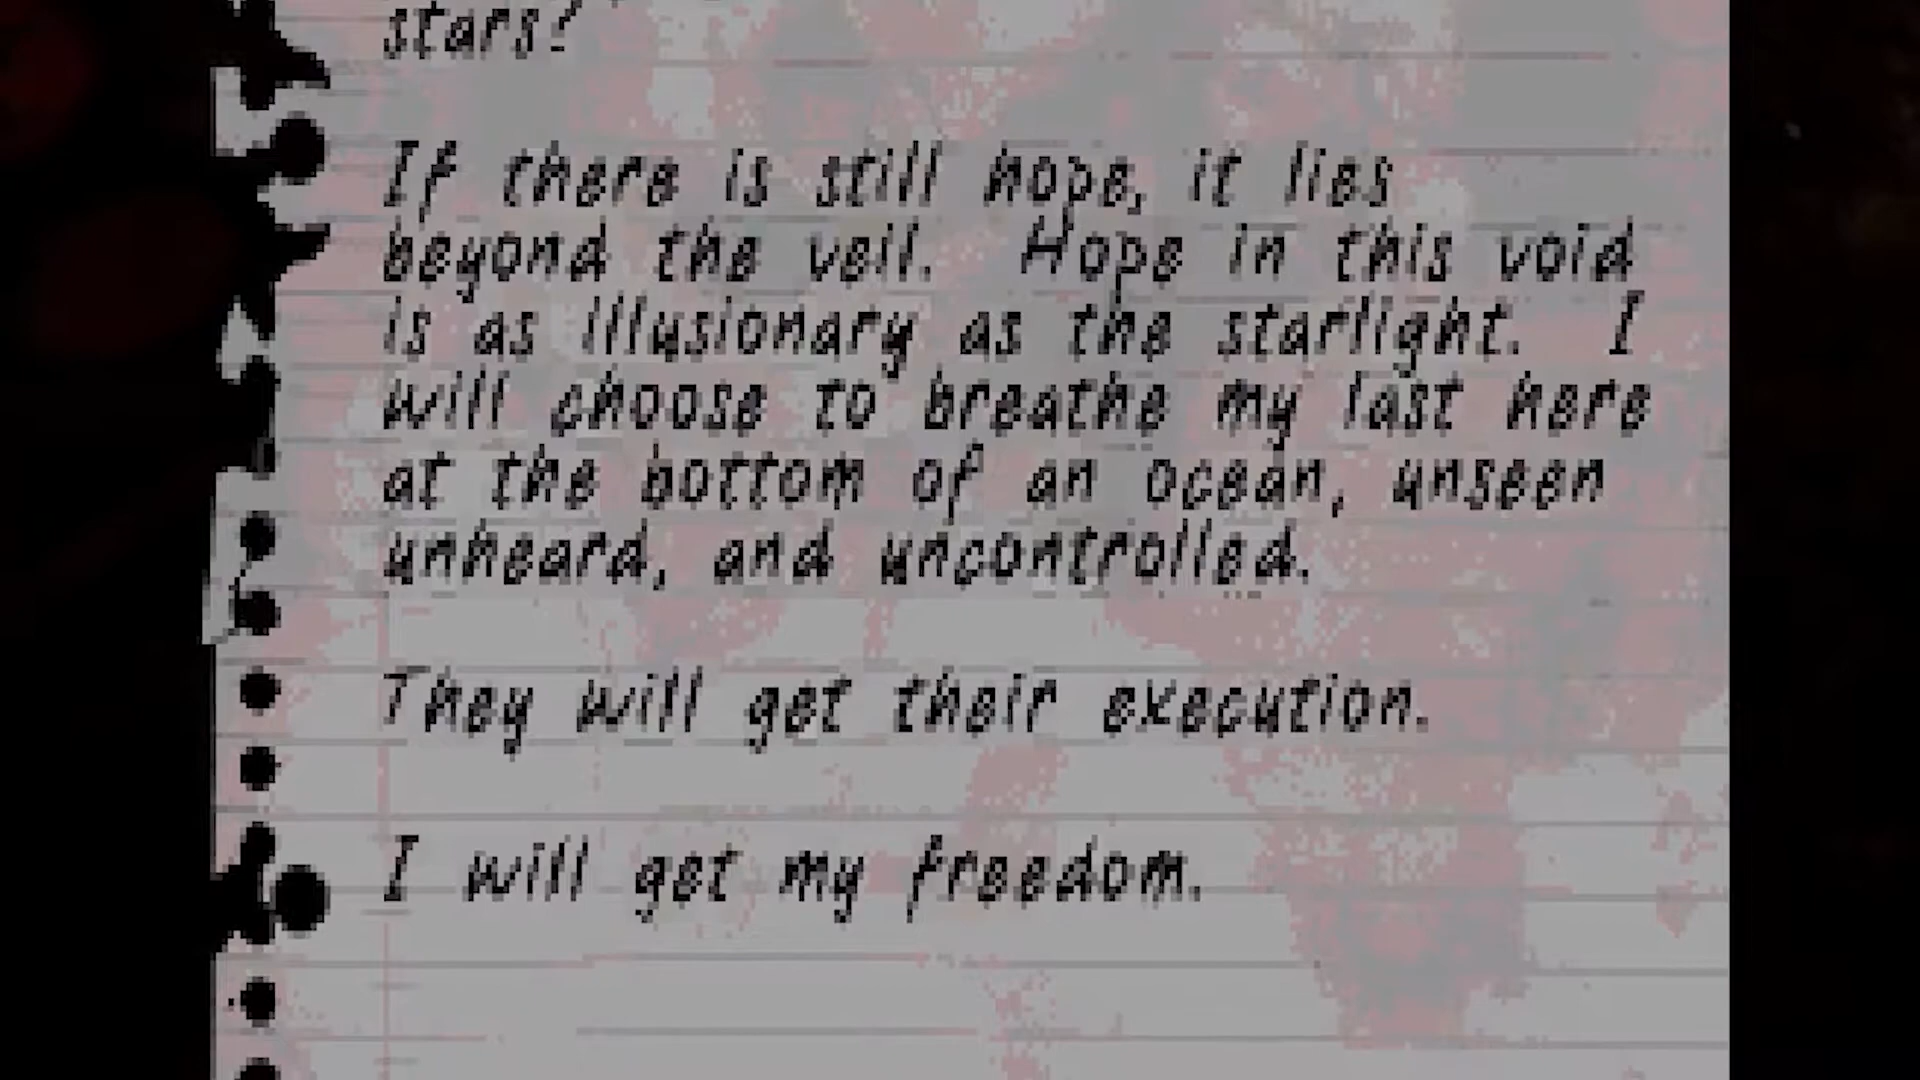 stars?
If there is still hope, it lies
beyond the veil. Hope in this void
is as illusionary as the starlight. I
will choose to breathe my last here
at the bottom of an ocean, unseen
unheard, and uncontrolled.
They will get their execution.
I will get my freedom.